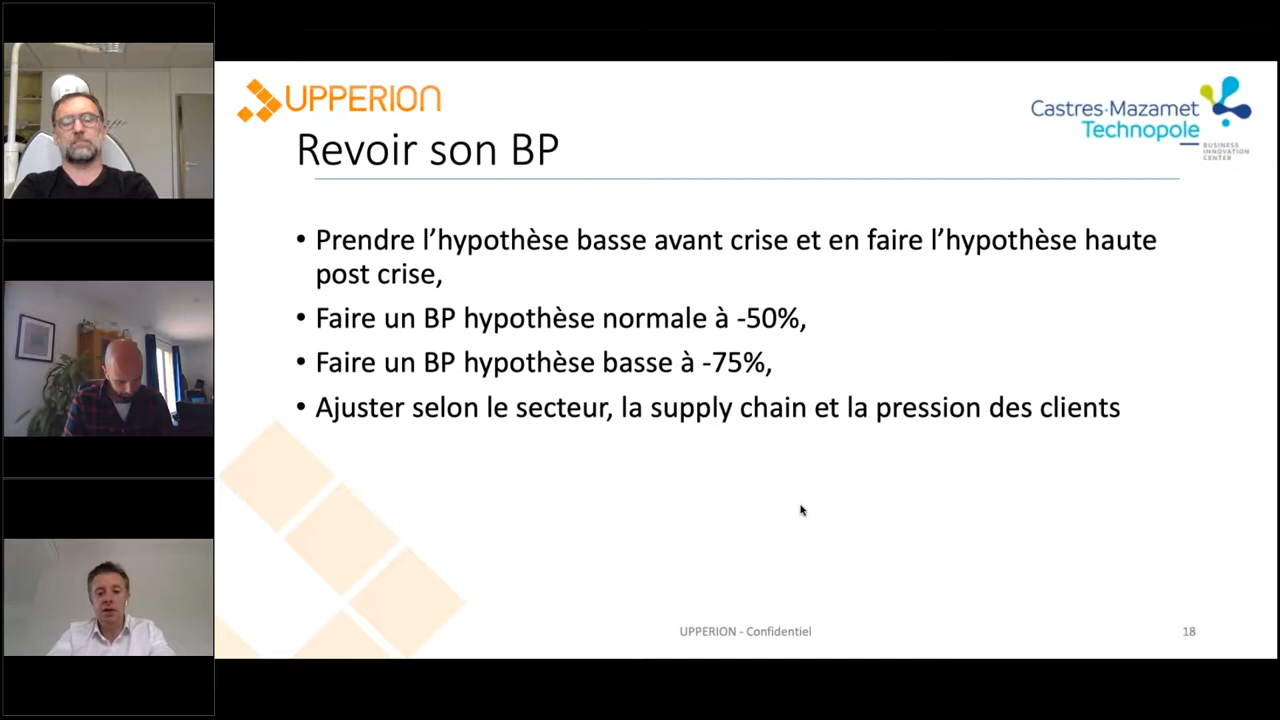 UPPERION
Castres-Mazamet
Technopole
BUSINESS
INNOVATION
CENTER
Revoir son BP
• Prendre l’hypothèse basse avant crise et en faire l’hypothèse haute
post crise,
• Faire un BP hypothèse normale à -50%,
• Faire un BP hypothèse basse à -75%,
• Ajuster selon le secteur, la supply chain et la pression des clients
UPPERION - Confidentiel
18